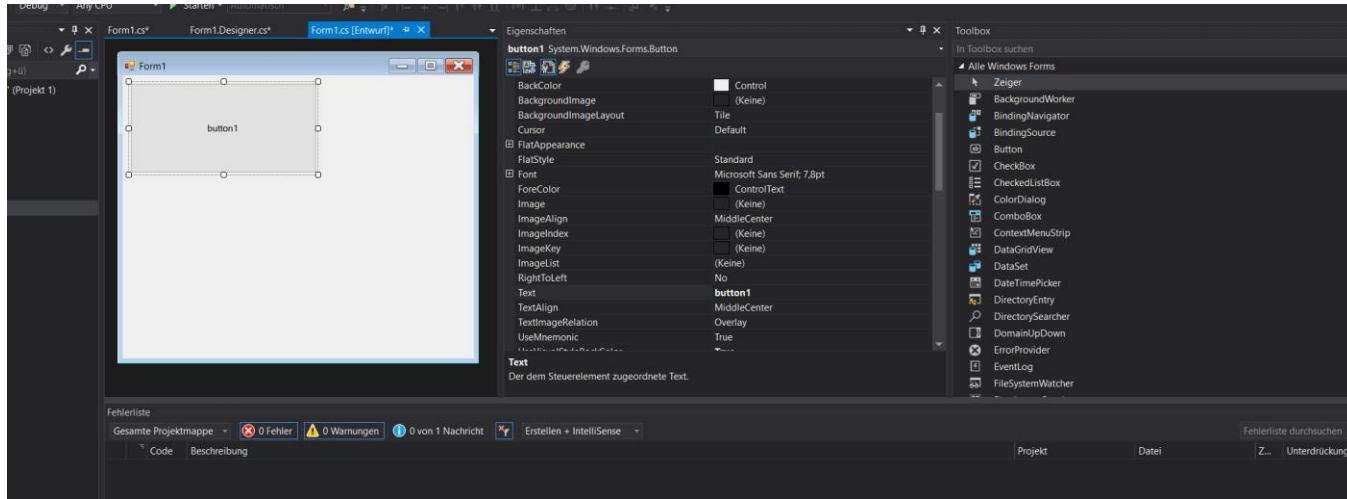 Debug
Any CPU
Starten
Automatisch
Form1.cs*
Form1.Designer.cs*
Form1.cs [Entwurf]*
(Projekt 1)
Form1
button1
Eigenschaften
button1 System.Windows.Forms.Button
BackColor Control
BackgroundImage (Keine)
BackgroundImageLayout Tile
Cursor Default
FlatAppearance
FlatStyle Standard
Font Microsoft Sans Serif; 7,8pt
ForeColor ControlText
Image (Keine)
ImageAlign MiddleCenter
ImageIndex (Keine)
ImageKey (Keine)
ImageList (Keine)
RightToLeft No
Text button1
TextAlign MiddleCenter
TextImageRelation Overlay
UseMnemonic True
Text
Der dem Steuerelement zugeordnete Text.
Toolbox
In Toolbox suchen
Alle Windows Forms
Zeiger
BackgroundWorker
BindingNavigator
BindingSource
Button
CheckBox
CheckedListBox
ColorDialog
ComboBox
ContextMenuStrip
DataGridView
DataSet
DateTimePicker
DirectoryEntry
DirectorySearcher
DomainUpDown
ErrorProvider
EventLog
FileSystemWatcher
Fehlerliste
Gesamte Projektmappe 0 Fehler 0 Warnungen 0 von 1 Nachricht Erstellen + IntelliSense Fehlerliste durchsuchen
Code Beschreibung Projekt Datei Z... Unterdrückung